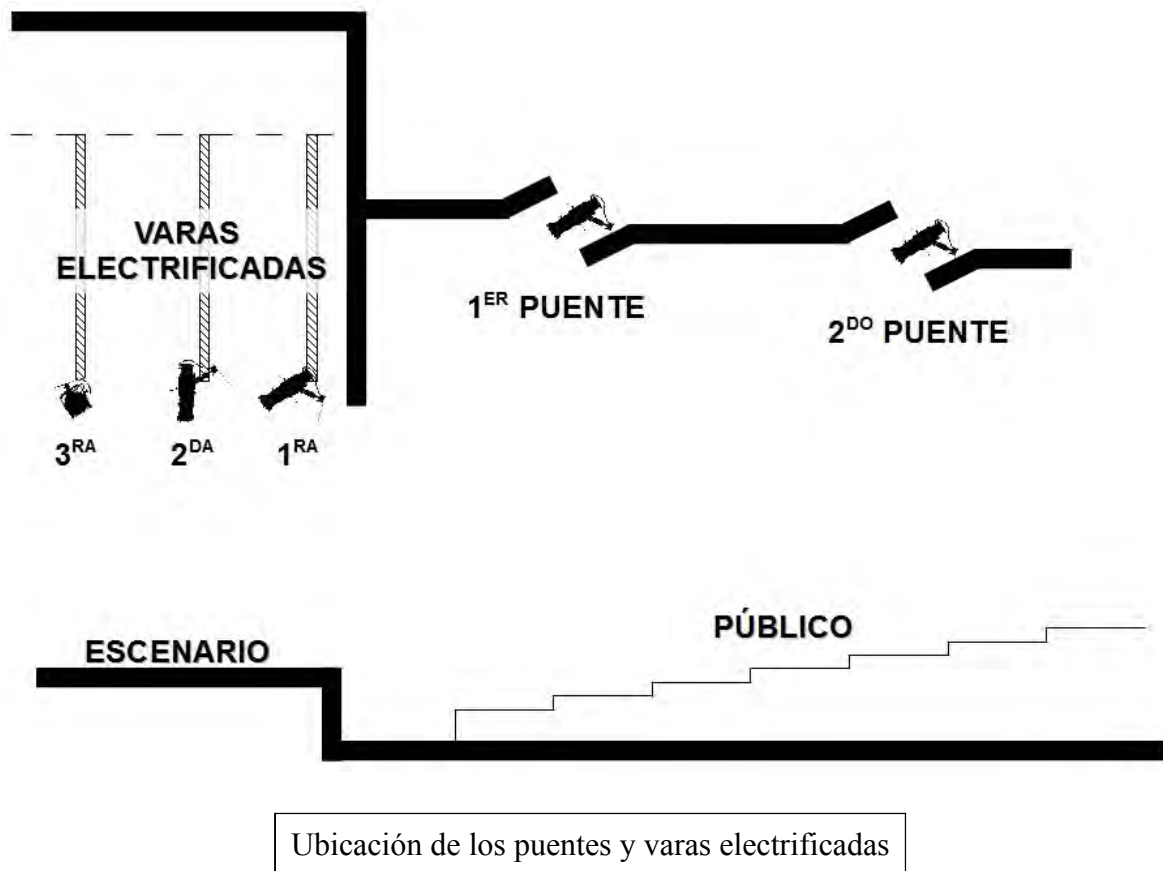 VARAS
ELECTRIFICADAS
1ER PUENTE
2DO PUENTE
3RA 2DA 1RA
ESCENARIO
PÚBLICO
Ubicación de los puentes y varas electrificadas